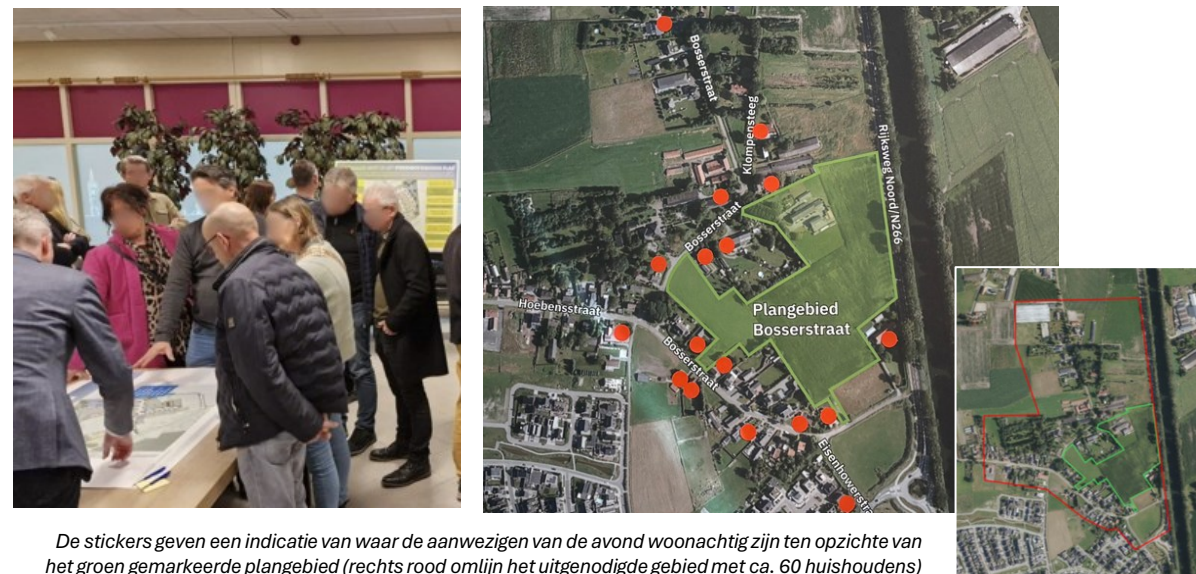 Bosserstraat
Klompensteeg
Rijksweg Noord/N266
Bosserstraat
Hoebensstraat
Plangebied
Bosserstraat
Bosserstraat
Eisenhowerstra
De stickers geven een indicatie van waar de aanwezigen van de avond woonachtig zijn ten opzichte van
het groen gemarkeerde plangebied (rechts rood omlijn het uitgenodigde gebied met ca. 60 huishoudens)